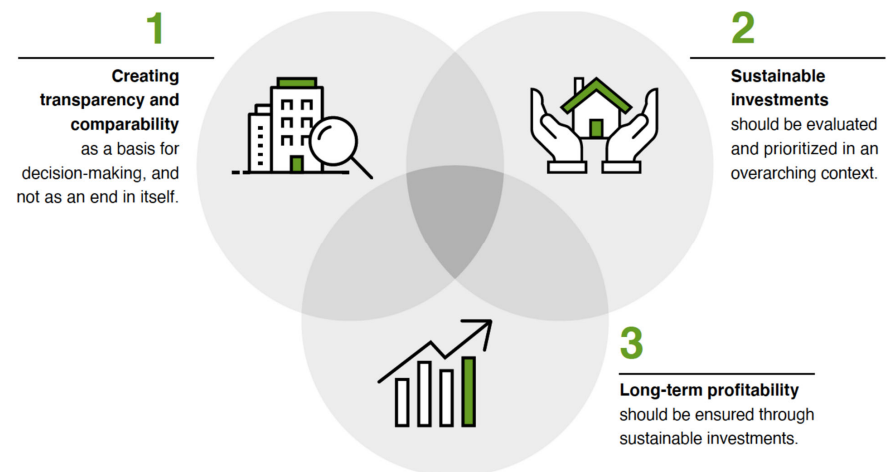 1
Creating
transparency and
comparability
as a basis for
decision-making, and
not as an end in itself.
2
Sustainable
investments
should be evaluated
and prioritized in an
overarching context.
3
Long-term profitability
should be ensured through
sustainable investments.